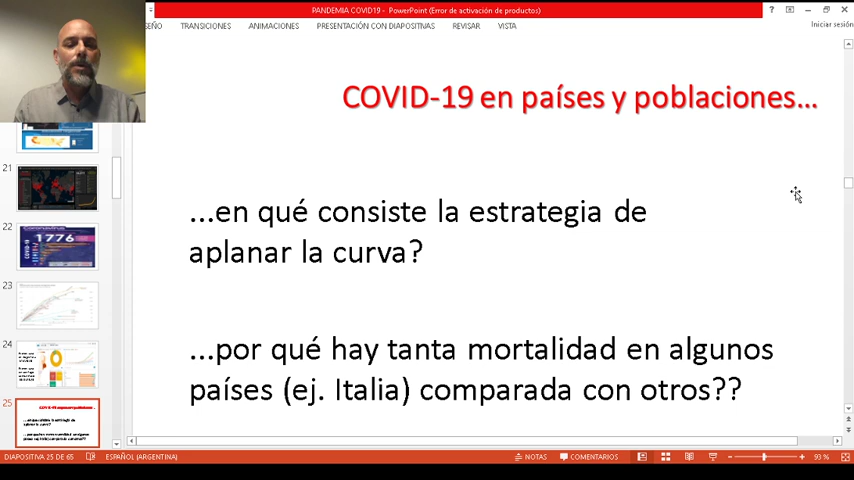 PANDEMIA COVID19 - PowerPoint (Error de activación de productos)
SEÑO TRANSICIONES ANIMACIONES PRESENTACIÓN CON DIAPOSITIVAS REVISAR VISTA
Iniciar sesión
COVID-19 en países y poblaciones...
...en qué consiste la estrategia de
aplanar la curva?
...por qué hay tanta mortalidad en algunos
países (ej. Italia) comparada con otros??
21
22
1776
23
24
25
DIAPOSITIVA 25 DE 65 ESPAÑOL (ARGENTINA) NOTAS COMENTARIOS 93 %